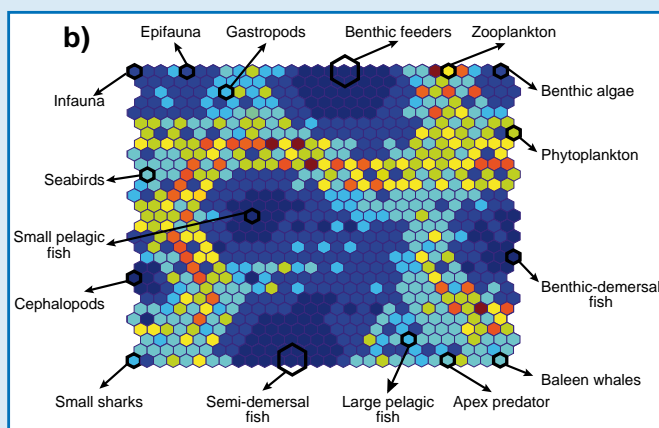 b)
Epifauna
Gastropods
Benthic feeders
Zooplankton
Infauna
Benthic algae
Phytoplankton
Seabirds
Small pelagic
fish
Cephalopods
Benthic-demersal
fish
Small sharks
Semi-demersal
fish
Large pelagic
fish
Apex predator
Baleen whales